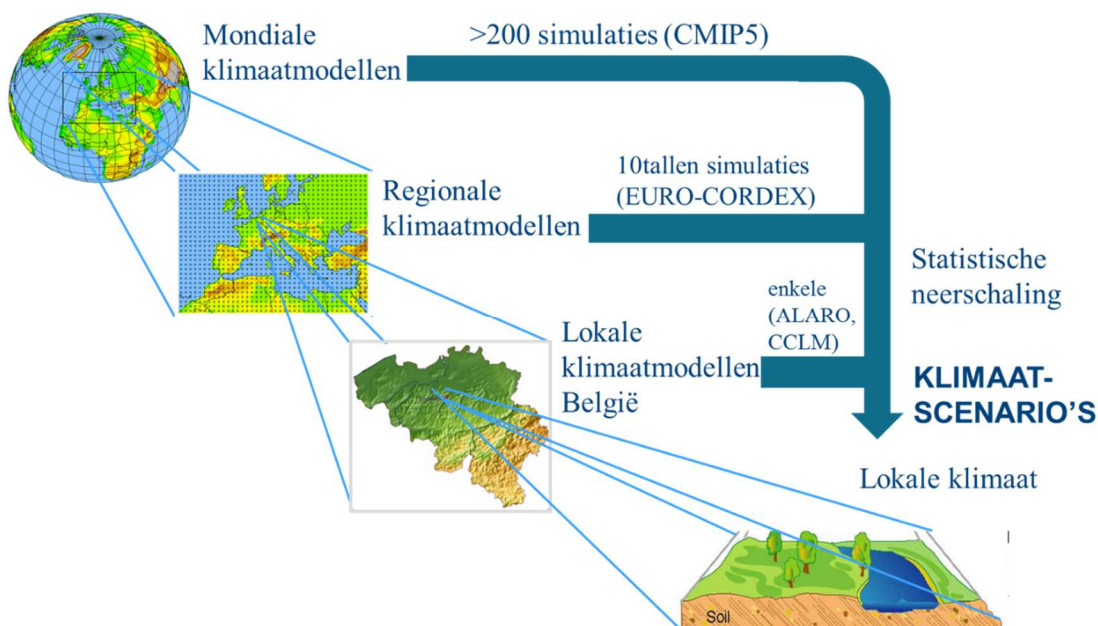 Mondiale
klimaatmodellen
>200 simulaties (CMIP5)
Regionale
klimaatmodellen
10tallen simulaties
(EURO-CORDEX)
Statistische
neerschaling
enkele
(ALARO,
CCLM)
Lokale
klimaatmodellen
België
KLIMAAT-
SCENARIO’S
Lokale klimaat
Soil